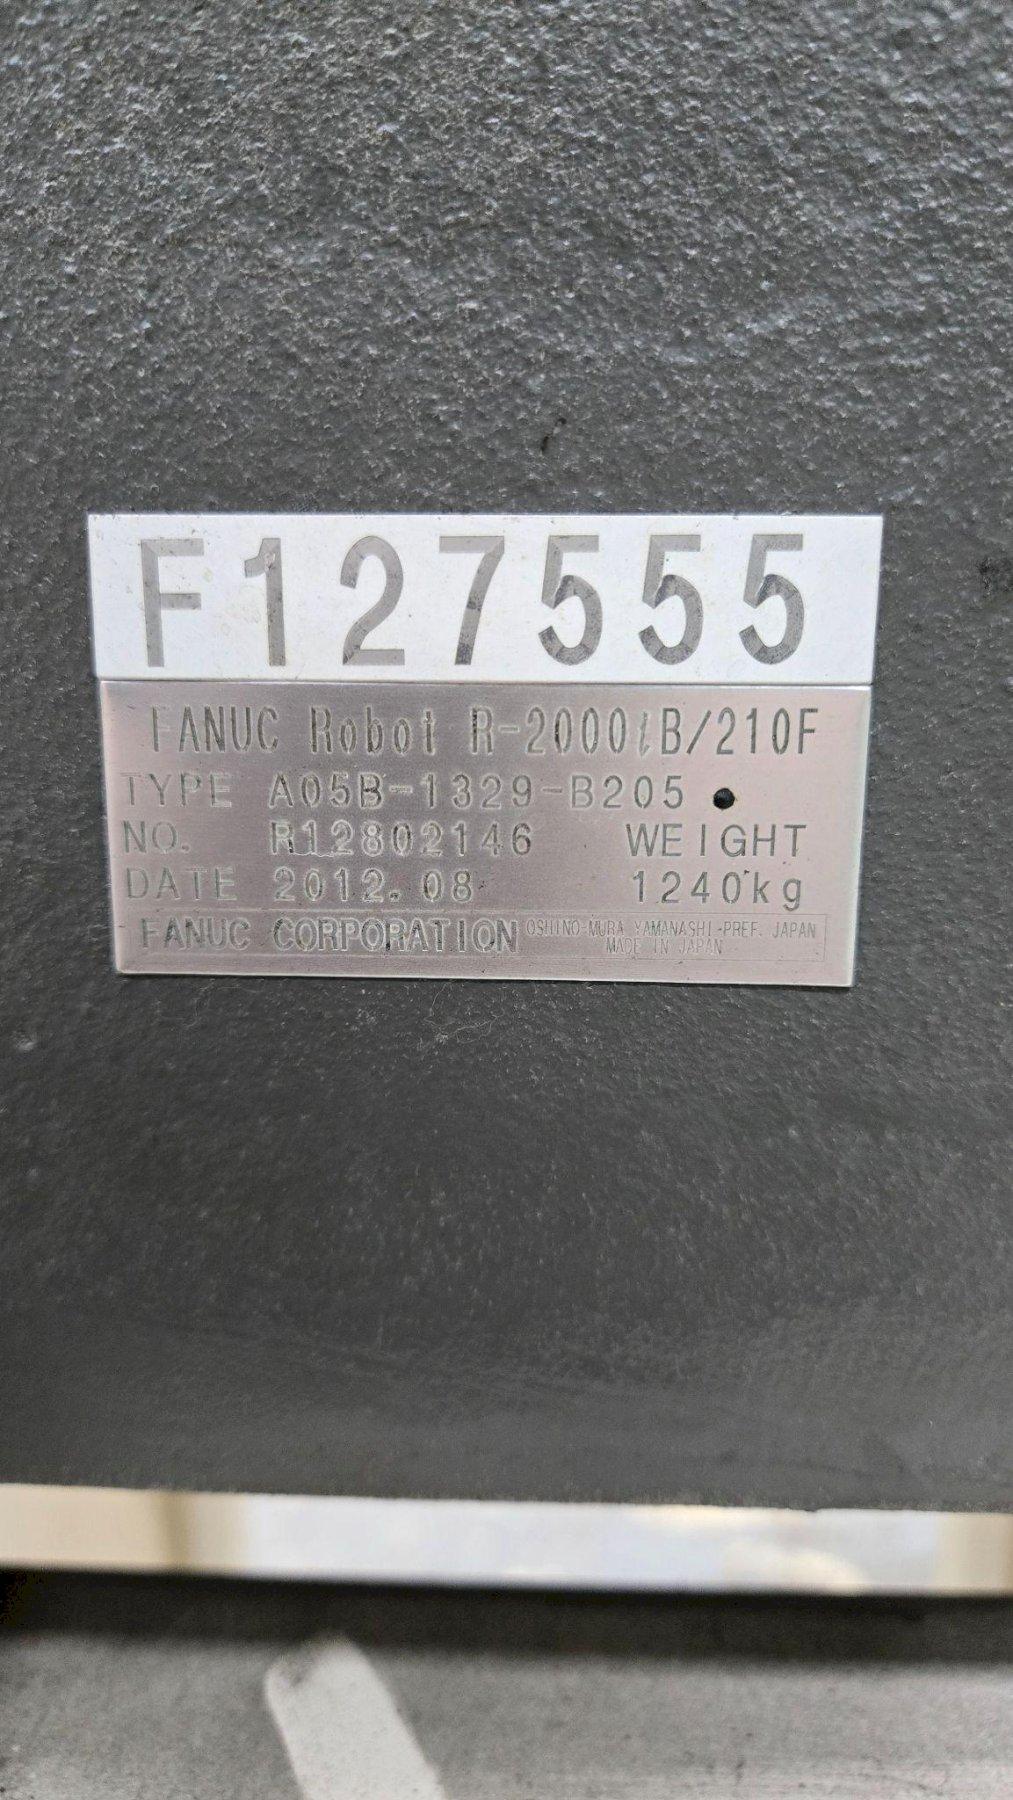 F127555
FANUC Robot R-2000iB/210F
TYPE A05B-1329-B205
NO. R12802146 WEIGHT
DATE 2012.08 1240kg
FANUC CORPORATION OSHINO-MURA YAMANASHI-PREF. JAPAN
MADE IN JAPAN